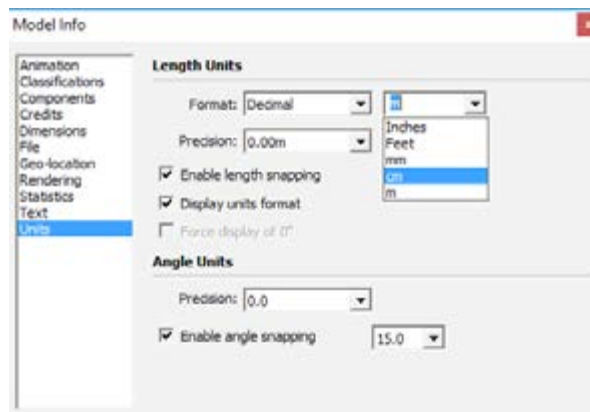 Model Info
Animation
Classifications
Components
Credits
Dimensions
File
Geo-location
Rendering
Statistics
Text
Units
Length Units
Format: Decimal
m
Inches
Feet
mm
cm
m
Precision: 0.00m
Enable length snapping
Display units format
Force display of 0"
Angle Units
Precision: 0.0
Enable angle snapping
15.0